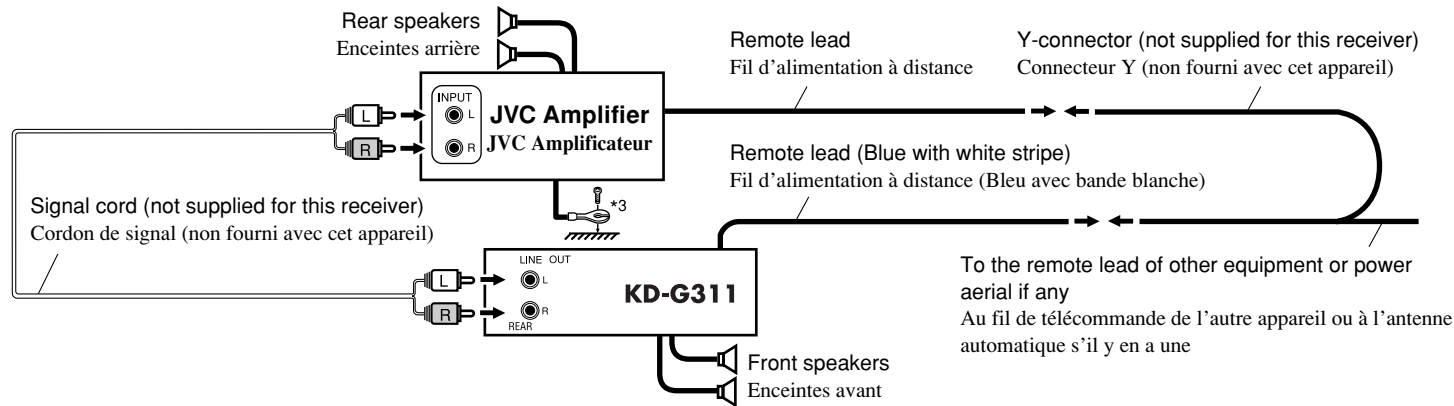 Rear speakers
Enceintes arrière
Remote lead
Fil d'alimentation à distance
Y-connector (not supplied for this receiver)
Connecteur Y (non fourni avec cet appareil)
INPUT
L
L
R
R
JVC Amplifier
JVC Amplificateur
Remote lead (Blue with white stripe)
Fil d'alimentation à distance (Bleu avec bande blanche)
*3
Signal cord (not supplied for this receiver)
Cordon de signal (non fourni avec cet appareil)
LINE OUT
L
L
R
R
REAR
KD-G311
To the remote lead of other equipment or power
aerial if any
Au fil de télécommande de l'autre appareil ou à l'antenne
automatique s'il y en a une
Front speakers
Enceintes avant